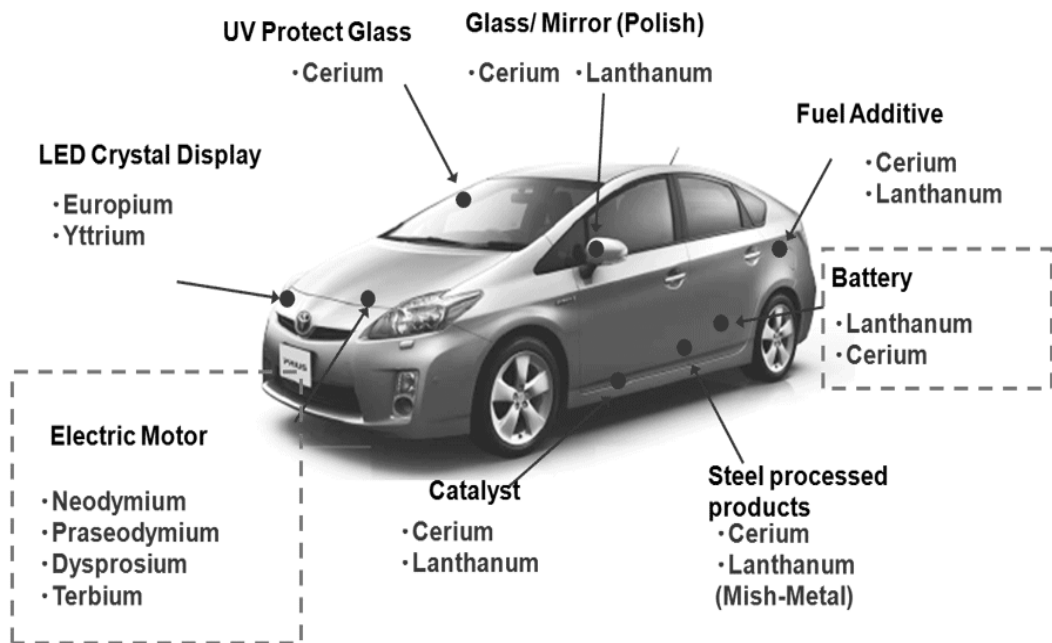 UV Protect Glass
・Cerium
Glass/ Mirror (Polish)
・Cerium ・Lanthanum
Fuel Additive
・Cerium
・Lanthanum
LED Crystal Display
・Europium
・Yttrium
Battery
・Lanthanum
・Cerium
PRIUS
Electric Motor
・Neodymium
・Praseodymium
・Dysprosium
・Terbium
Catalyst
・Cerium
・Lanthanum
Steel processed
products
・Cerium
・Lanthanum
(Mish-Metal)